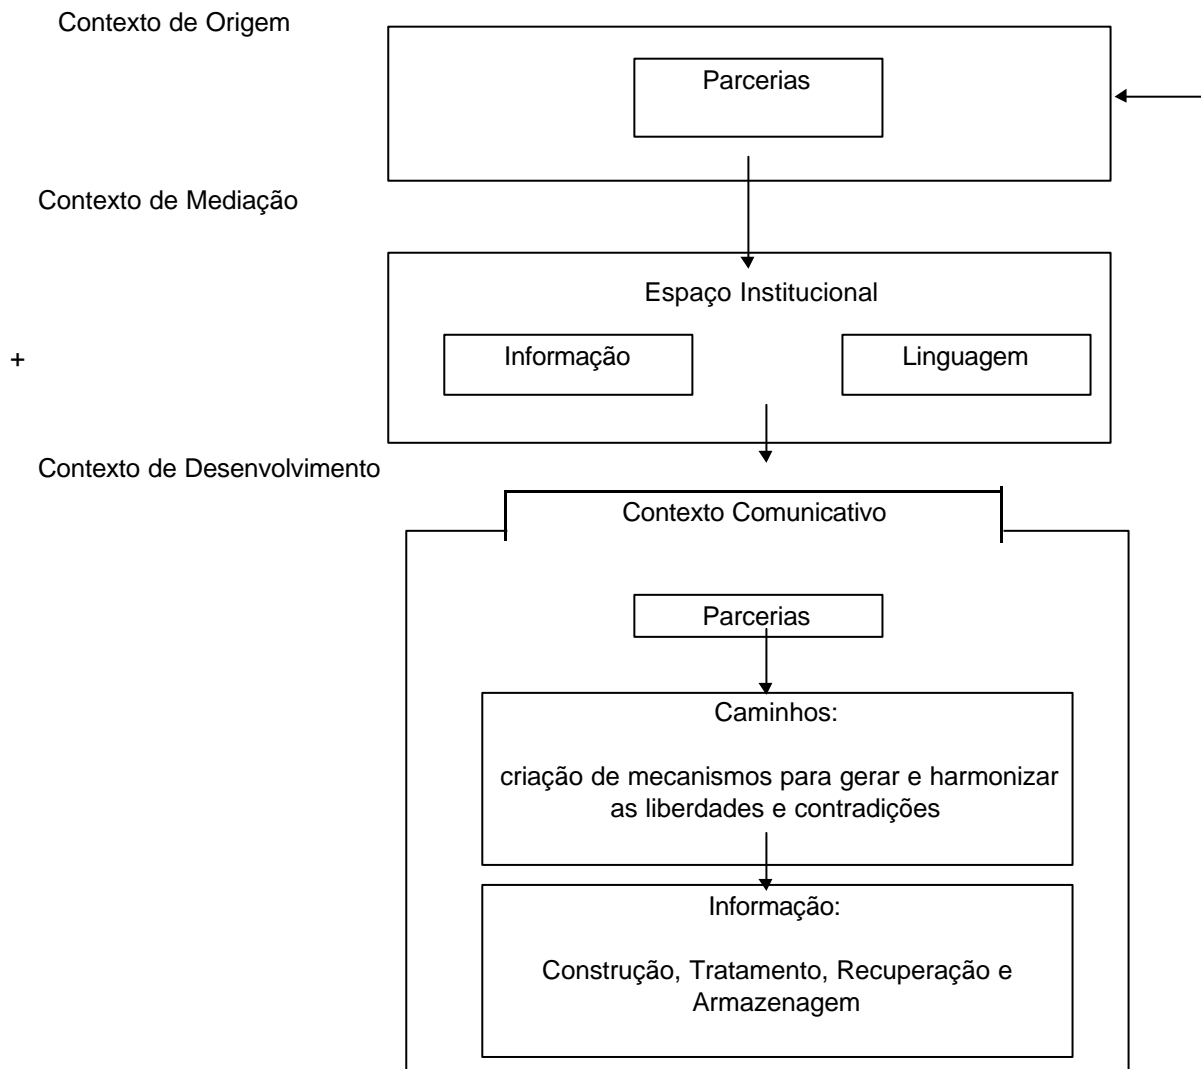 Contexto de Origem
Parcerias
Contexto de Mediação
Espaço Institucional
Informação
Linguagem
+
Contexto de Desenvolvimento
Contexto Comunicativo
Parcerias
Caminhos:
criação de mecanismos para gerar e harmonizar
as liberdades e contradições
Informação:
Construção, Tratamento, Recuperação e
Armazenagem